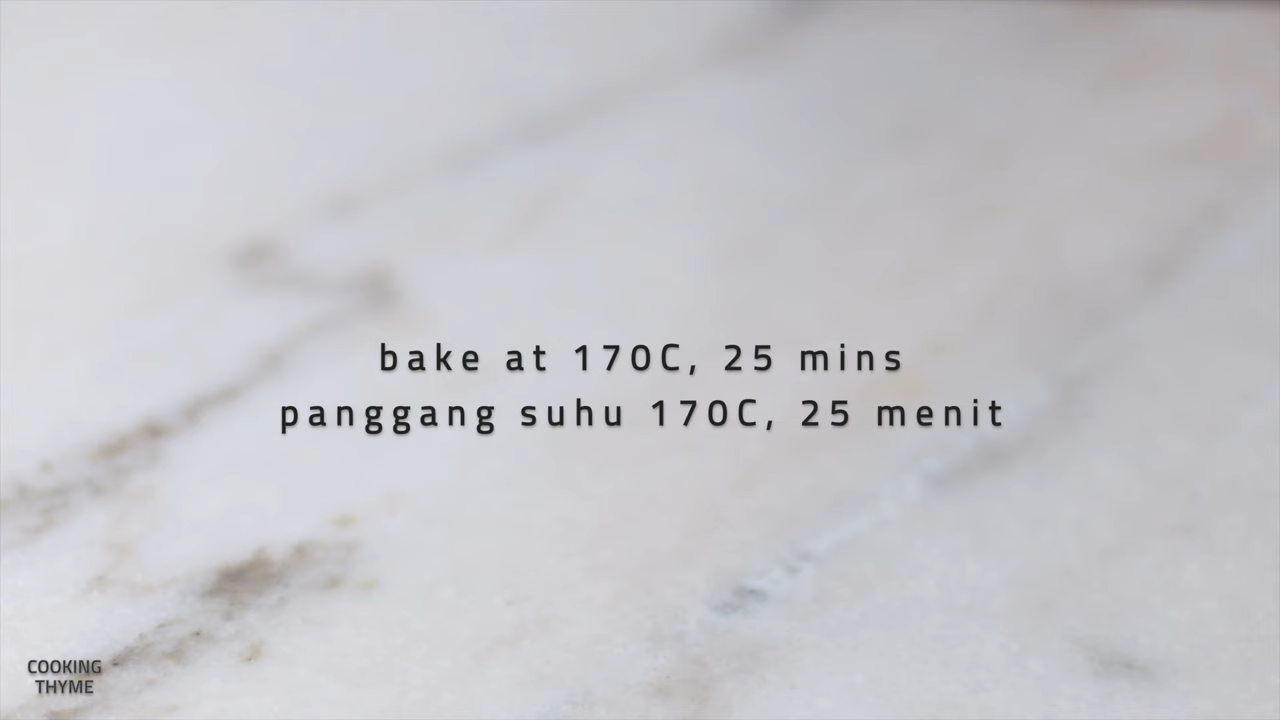 bake at 170C, 25 mins
panggang suhu 170C, 25 menit
COOKING
THYME